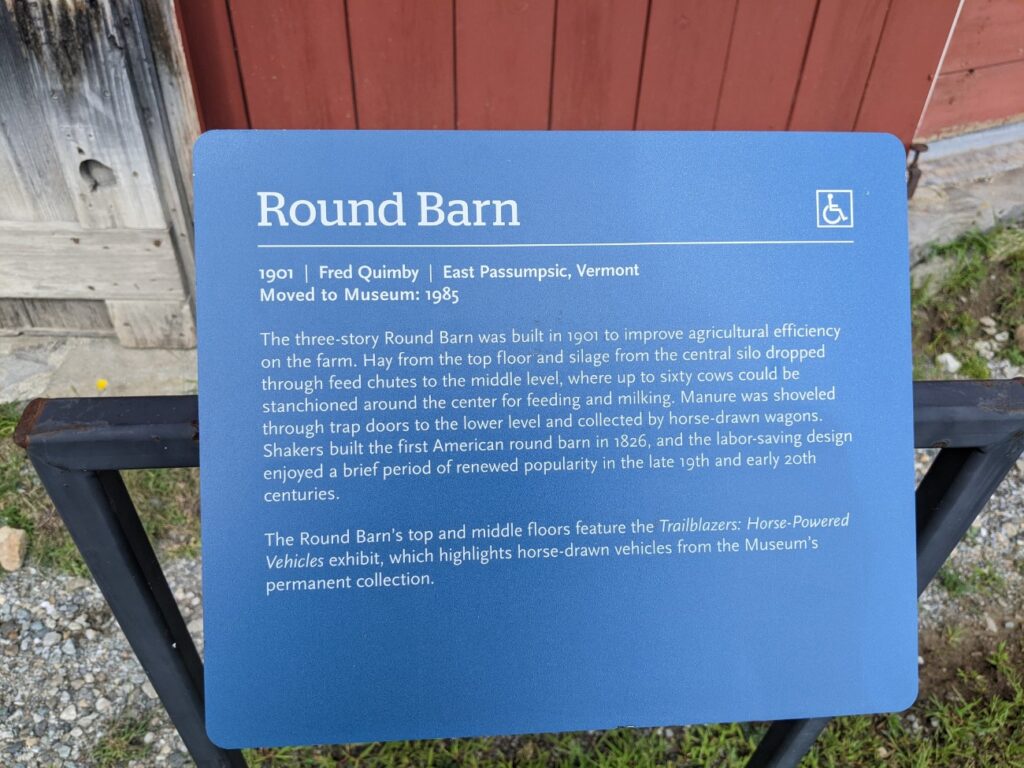 Round Barn
1901 | Fred Quimby | East Passumpsic, Vermont
Moved to Museum: 1985
The three-story Round Barn was built in 1901 to improve agricultural efficiency
on the farm. Hay from the top floor and silage from the central silo dropped
through feed chutes to the middle level, where up to sixty cows could be
stanchioned around the center for feeding and milking. Manure was shoveled
through trap doors to the lower level and collected by horse-drawn wagons.
Shakers built the first American round barn in 1826, and the labor-saving design
enjoyed a brief period of renewed popularity in the late 19th and early 20th
centuries.
The Round Barn's top and middle floors feature the Trailblazers: Horse-Powered
Vehicles exhibit, which highlights horse-drawn vehicles from the Museum's
permanent collection.